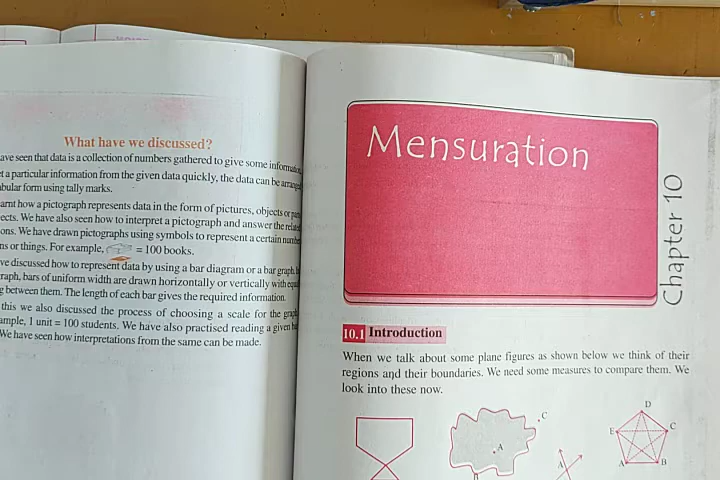 What have we discussed?
ave seen that data is a collection of numbers gathered to give some information
t a particular information from the given data quickly, the data can be arranged
bular form using tally marks.
arnt how a pictograph represents data in the form of pictures, objects or
ects. We have also seen how to interpret a pictograph and answer the
ons. We have drawn pictographs using symbols to represent a certain
ns or things. For example, = 100 books.
ve discussed how to represent data by using a bar diagram or a bar graph.
raph, bars of uniform width are drawn horizontally or vertically with
g between them. The length of each bar gives the required information.
this we also discussed the process of choosing a scale for the
ample, 1 unit = 100 students. We have also practised reading a given
We have seen how interpretations from the same can be made.
Mensuration
Chapter 10
10.1 Introduction
When we talk about some plane figures as shown below we think of their
regions and their boundaries. We need some measures to compare them. We
look into these now.
C
A
A
D
E
C
A
B